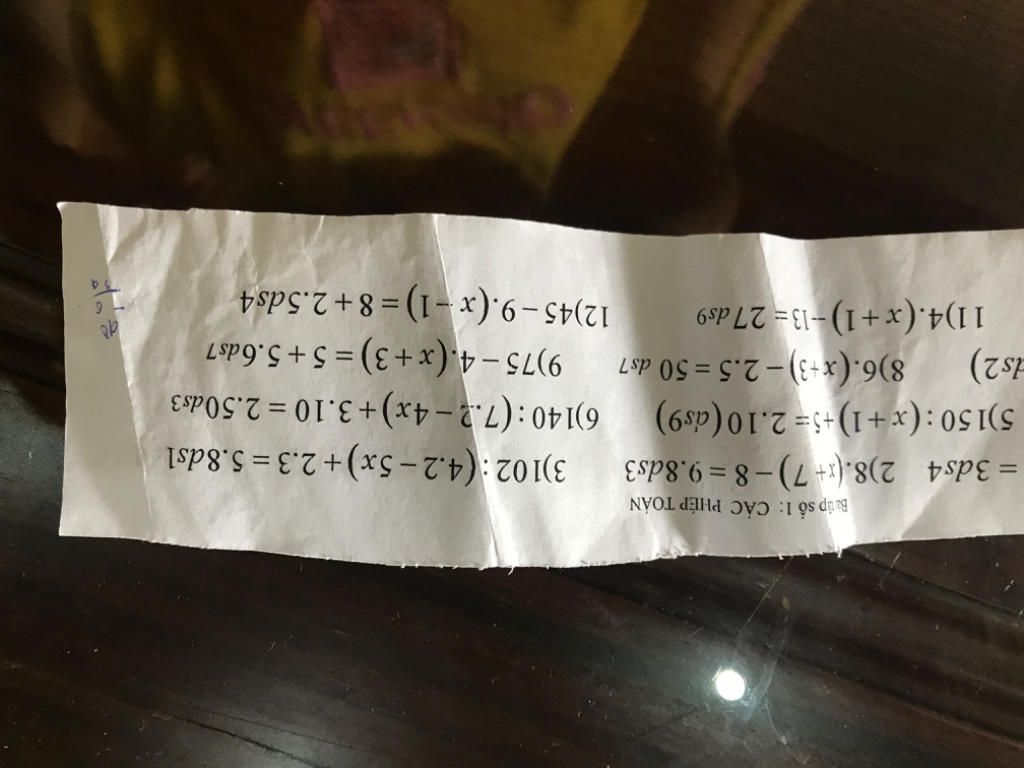 Bài tập số 1: CÁC PHÉP TOÁN
= 3ds4 2)8.(x+7)−8 = 9.8ds3 3)102:(4.2−5x)+2.3 = 5.8ds1
5)150:(x+1)+5= 2.10(ds9) 6)140:(7.2−4x)+3.10 = 2.50ds3
ds2) 8)6.(x+3)−2.5 = 50 ds7 9)75−4.(x+3) = 5+5.6ds7
11)4.(x+1)−13= 27ds9 12)45−9.(x−1) = 8+2.5ds4